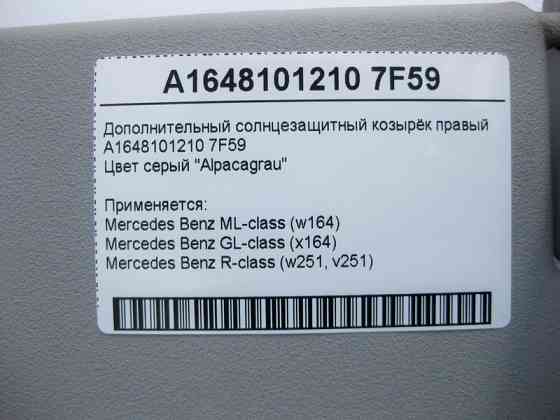 A1648101210 7F59
Дополнительный солнцезащитный козырёк правый
A1648101210 7F59
Цвет серый "Alpacagrau"
Применяется:
Mercedes Benz ML-class (w164)
Mercedes Benz GL-class (x164)
Mercedes Benz R-class (w251, v251)